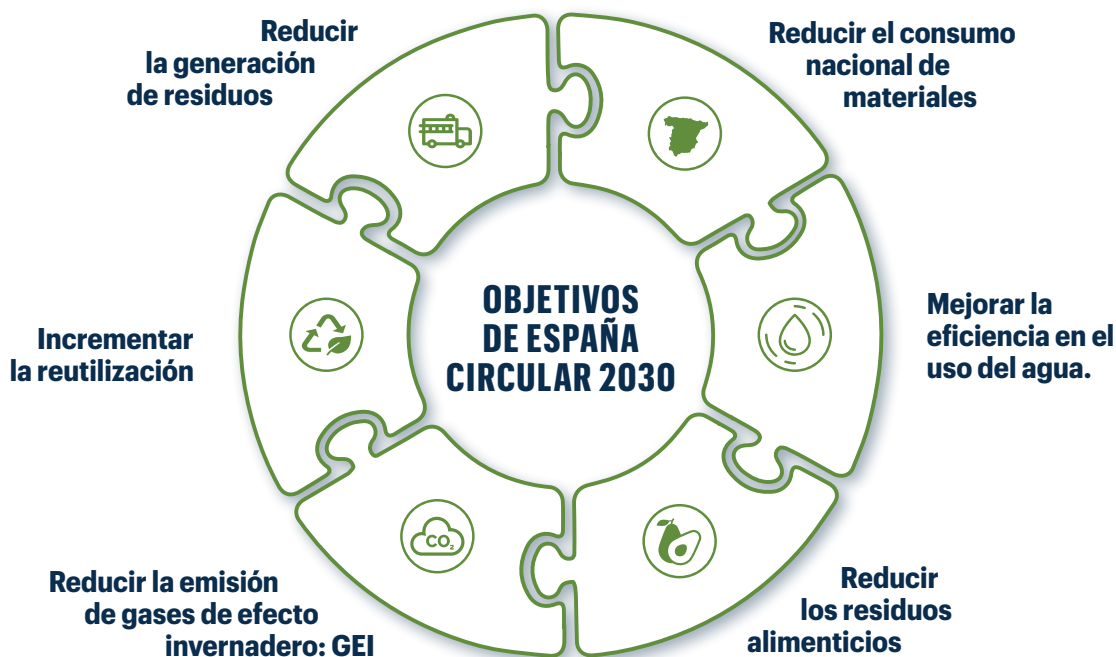 Reducir
la generación
de residuos
Reducir el consumo
nacional de
materiales
OBJETIVOS
DE ESPAÑA
CIRCULAR 2030
Incrementar
la reutilización
Mejorar la
eficiencia en el
uso del agua.
CO₂
Reducir la emisión
de gases de efecto
invernadero: GEI
Reducir
los residuos
alimenticios